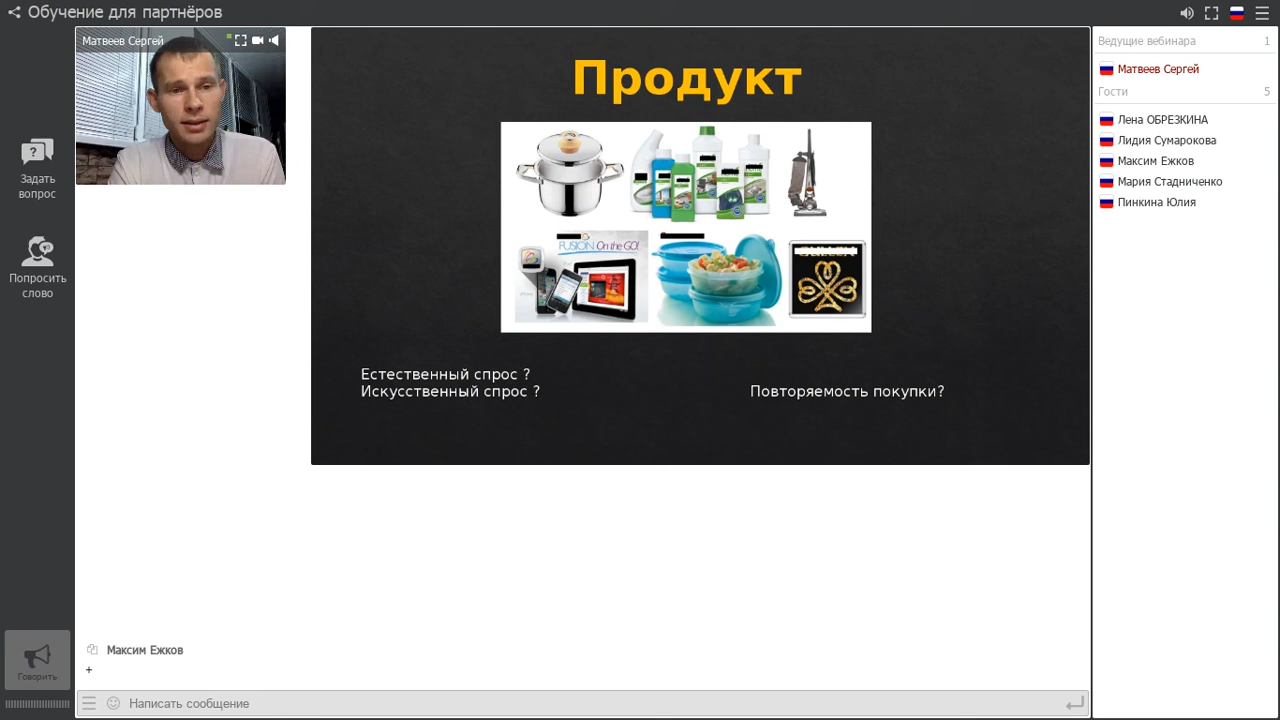 Обучение для партнёров
Матвеев Сергей
Задать
вопрос
Попросить
слово
Говорить
Продукт
FUSION On the GO!
Естественный спрос ?
Искусственный спрос ?
Повторяемость покупки?
Максим Ежков
+
Написать сообщение
Ведущие вебинара 1
Матвеев Сергей
Гости 5
Лена ОБРЕЗКИНА
Лидия Сумарокова
Максим Ежков
Мария Стадниченко
Пинкина Юлия